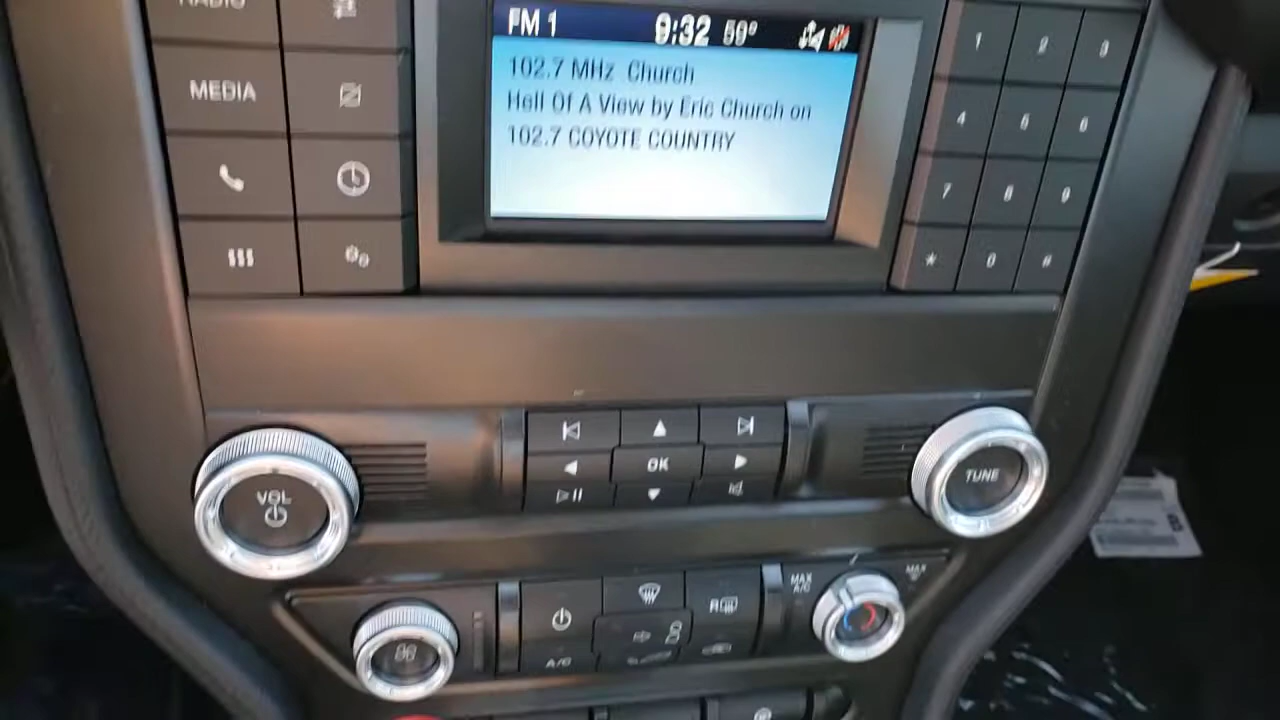 RADIO
FM 1 9:32 59°
102.7 MHz Church
Hell Of A View by Eric Church on
102.7 COYOTE COUNTRY
MEDIA
1 2 3
4 5 6
7 8 9
* 0 #
OK
VOL
TUNE
MAX A/C
MAX
R
A/C